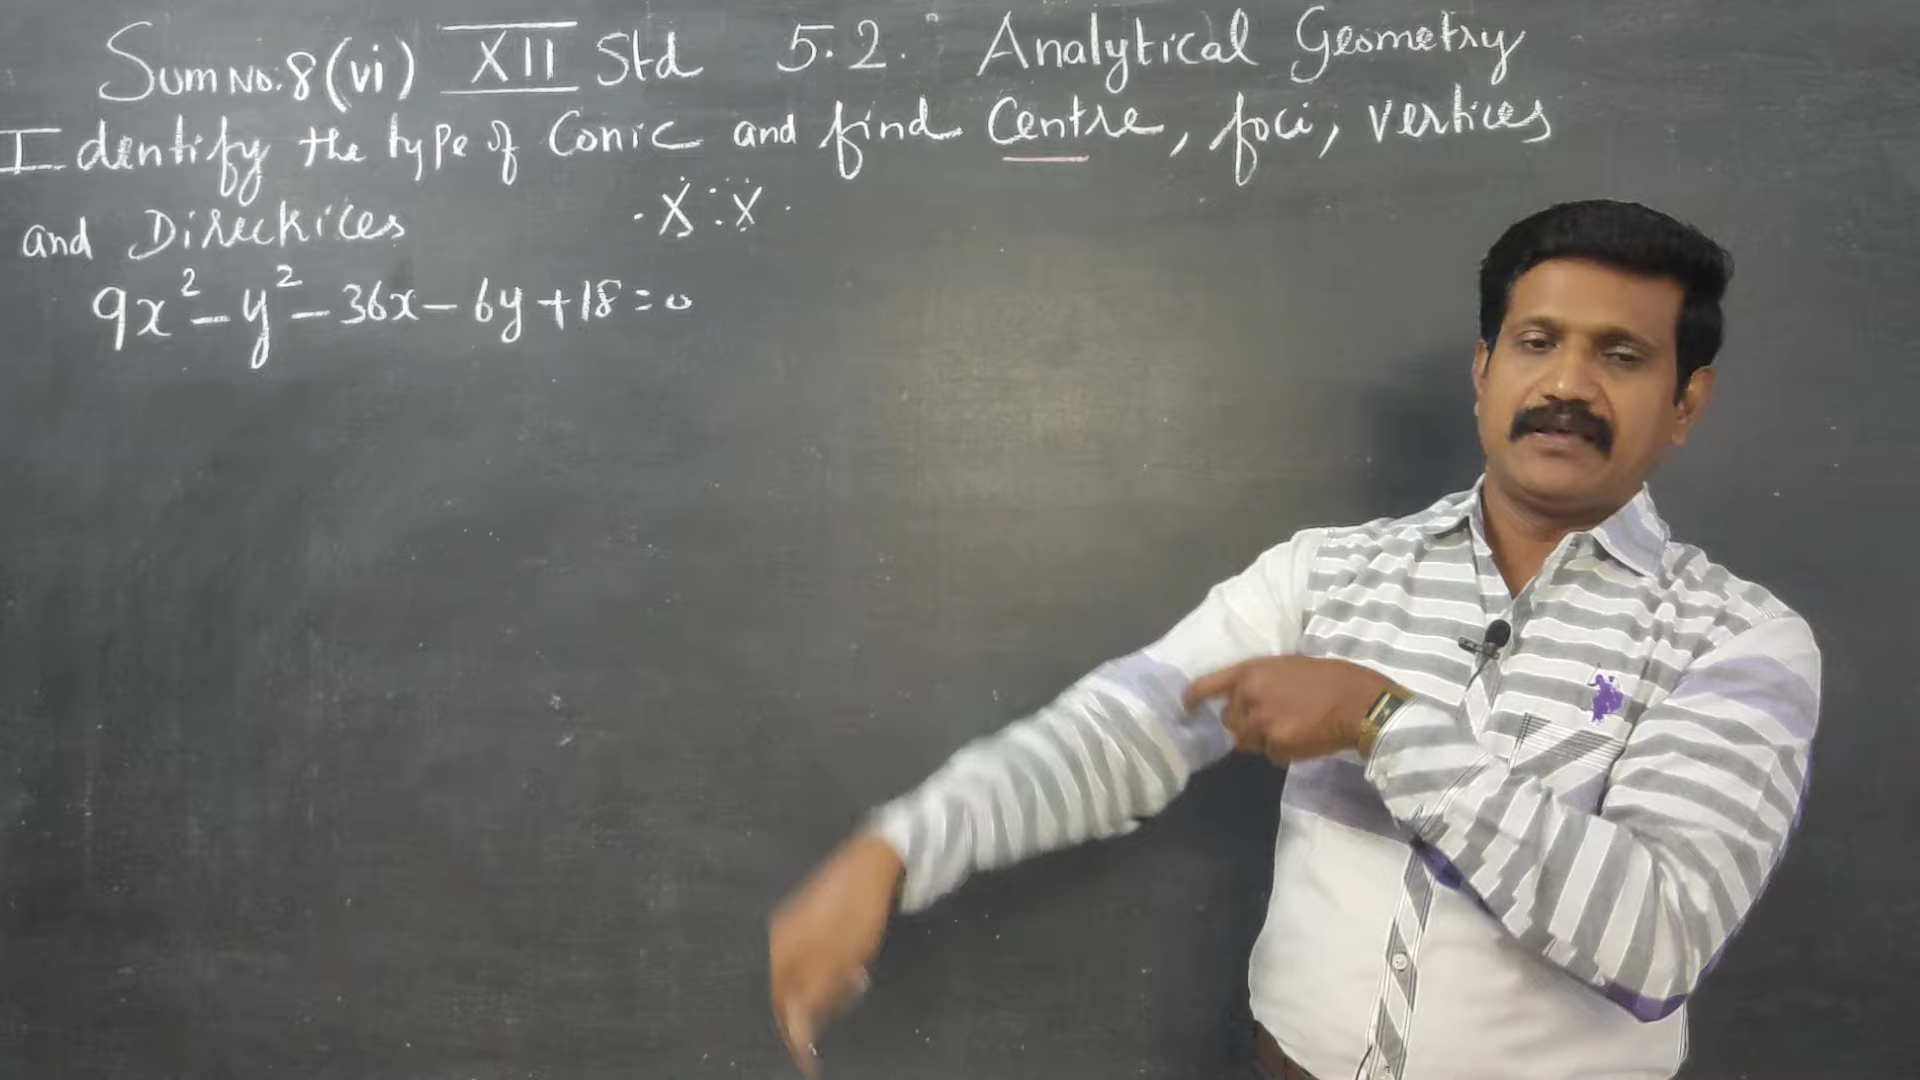 Sum No: 8 (vi) XII Std 5.2. Analytical Geometry
Identify the type of Conic and find Centre, foci, vertices
and Directrices
9x² - y² - 36x - 6y + 18 = 0